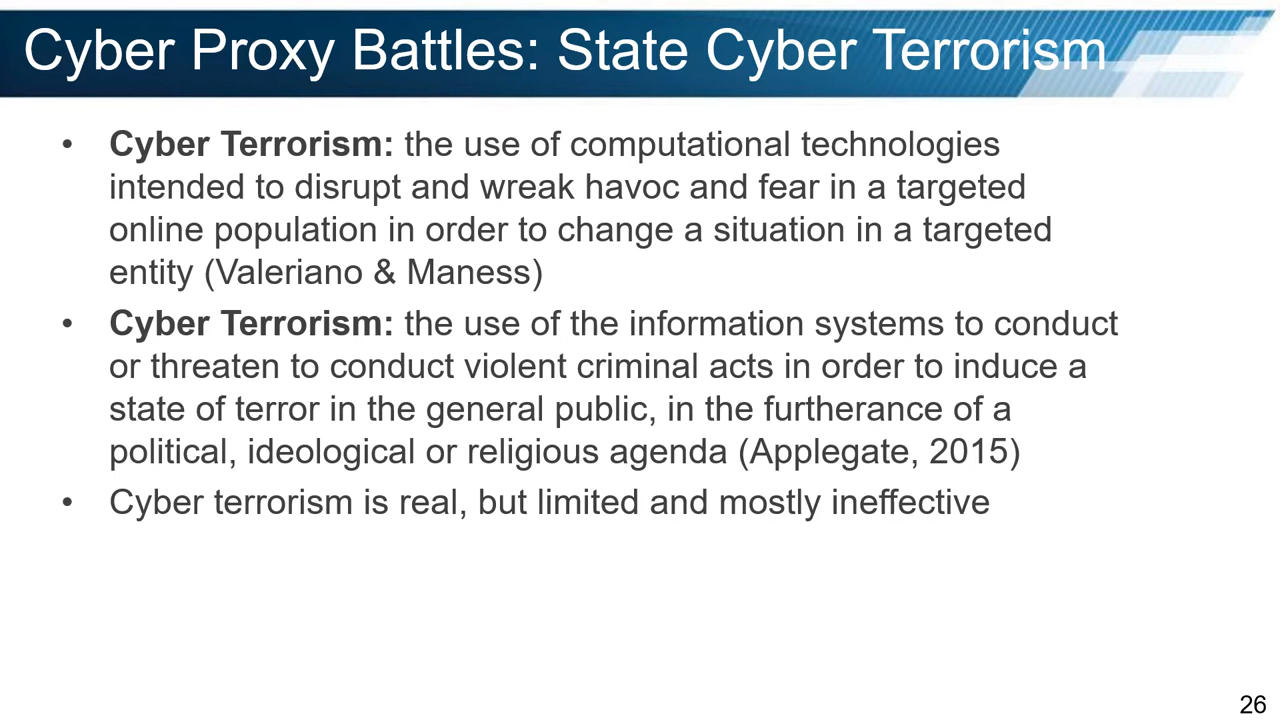 Cyber Proxy Battles: State Cyber Terrorism
• Cyber Terrorism: the use of computational technologies
intended to disrupt and wreak havoc and fear in a targeted
online population in order to change a situation in a targeted
entity (Valeriano & Maness)
• Cyber Terrorism: the use of the information systems to conduct
or threaten to conduct violent criminal acts in order to induce a
state of terror in the general public, in the furtherance of a
political, ideological or religious agenda (Applegate, 2015)
• Cyber terrorism is real, but limited and mostly ineffective
26